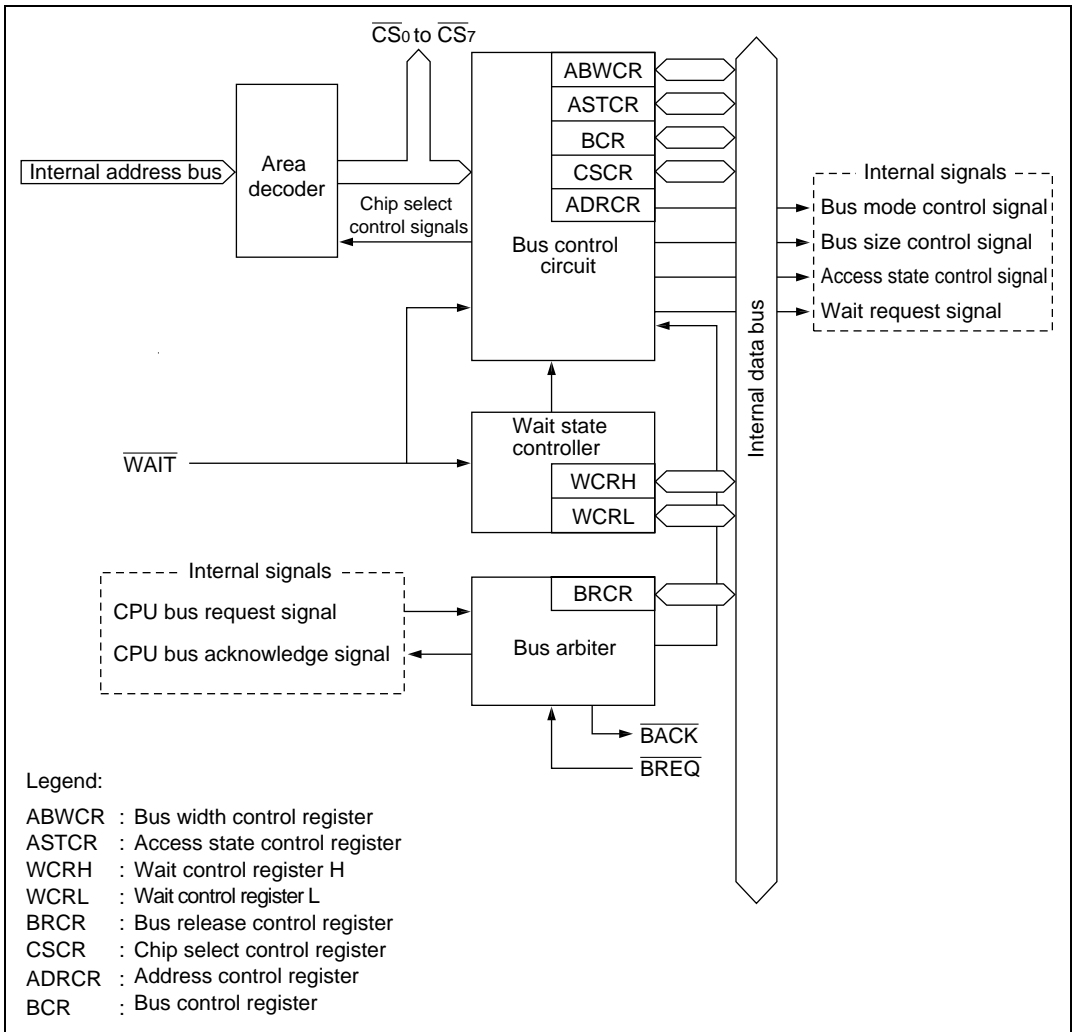 CS0 to CS7
ABWCR
ASTCR
BCR
CSCR
ADRCR
Bus control
circuit
Internal address bus
Area
decoder
Chip select
control signals
Internal signals
Bus mode control signal
Bus size control signal
Access state control signal
Wait request signal
Internal data bus
WAIT
Wait state
controller
WCRH
WCRL
Internal signals
CPU bus request signal
CPU bus acknowledge signal
BRCR
Bus arbiter
BACK
BREQ
Legend:
ABWCR : Bus width control register
ASTCR : Access state control register
WCRH : Wait control register H
WCRL : Wait control register L
BRCR : Bus release control register
CSCR : Chip select control register
ADRCR : Address control register
BCR : Bus control register